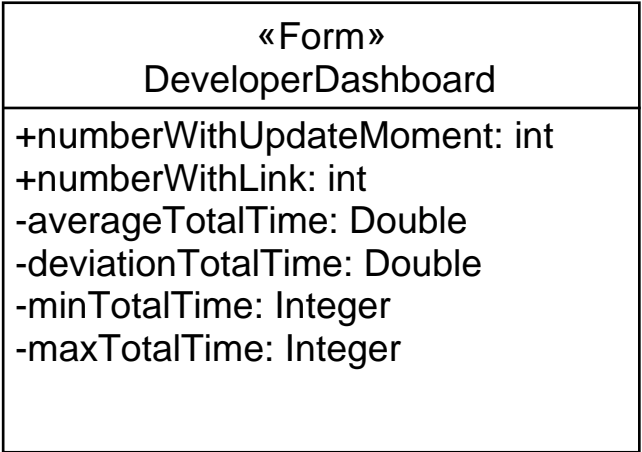 «Form»
DeveloperDashboard
+numberWithUpdateMoment: int
+numberWithLink: int
-averageTotalTime: Double
-deviationTotalTime: Double
-minTotalTime: Integer
-maxTotalTime: Integer